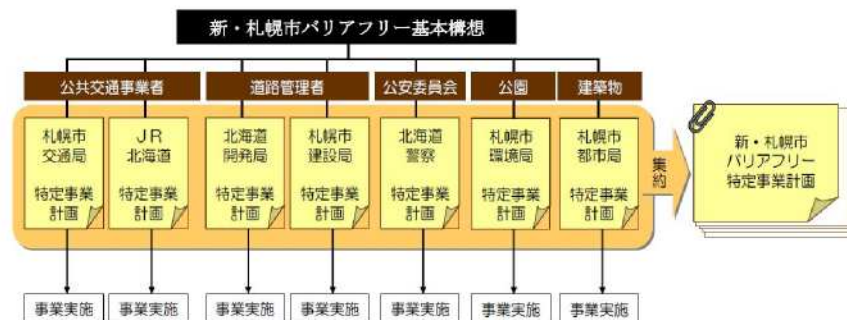 新・札幌市バリアフリー基本構想
公共交通事業者
道路管理者
公安委員会
公園
建築物
札幌市
交通局
特定事業
計画
JR
北海道
特定事業
計画
北海道
開発局
特定事業
計画
札幌市
建設局
特定事業
計画
北海道
警察
特定事業
計画
札幌市
環境局
特定事業
計画
札幌市
都市局
特定事業
計画
集約
新・札幌市
バリアフリー
特定事業計画
事業実施
事業実施
事業実施
事業実施
事業実施
事業実施
事業実施